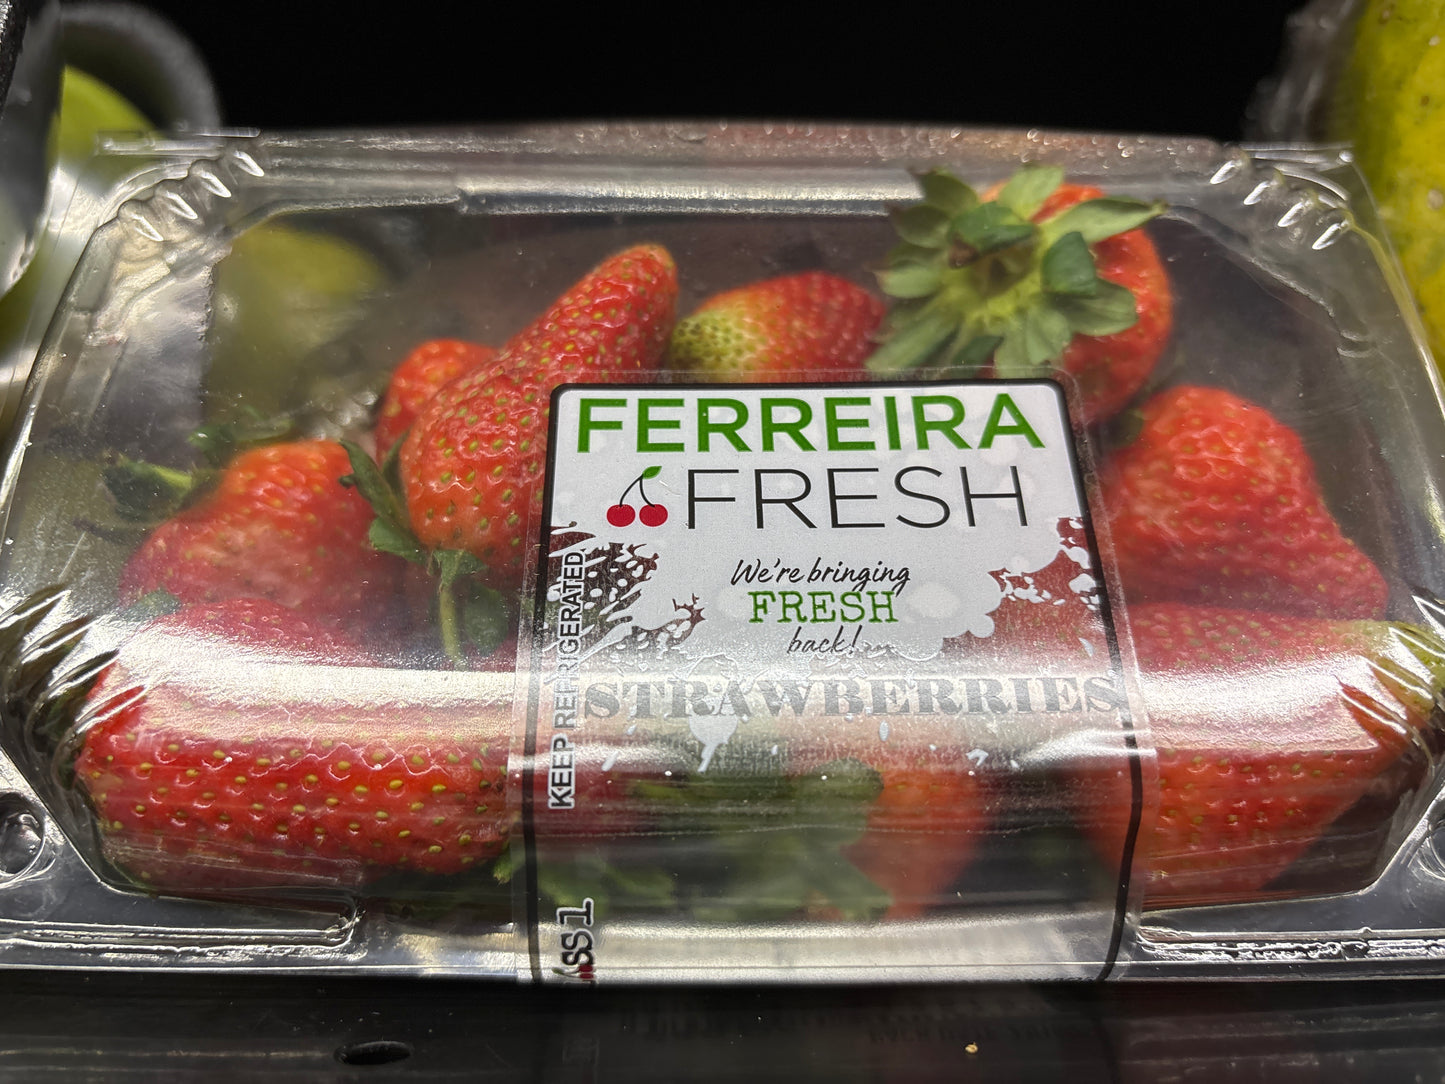 FERREIRA
FRESH
We're bringing
FRESH
back!
STRAWBERRIES
KEEP REFRIGERATED